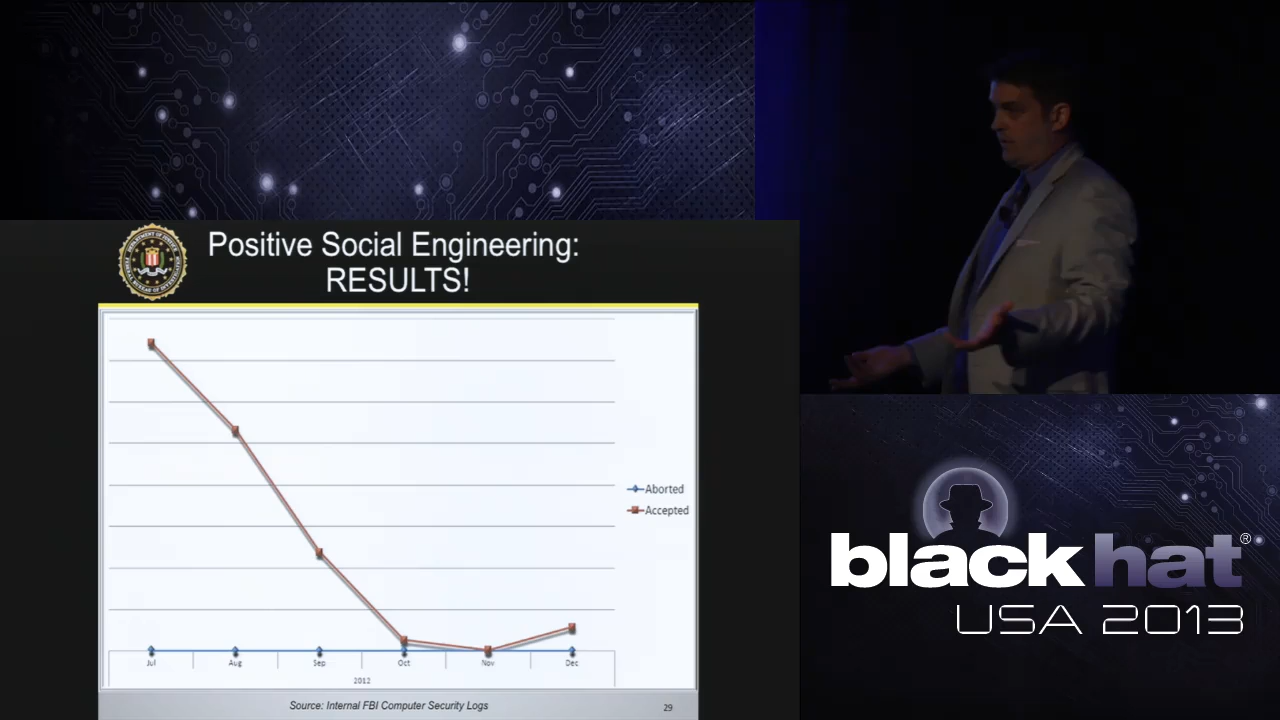 Positive Social Engineering:
RESULTS!
Aborted
Accepted
Jul Aug Sep Oct Nov Dec
2012
Source: Internal FBI Computer Security Logs
29
black hat®
USA 2013